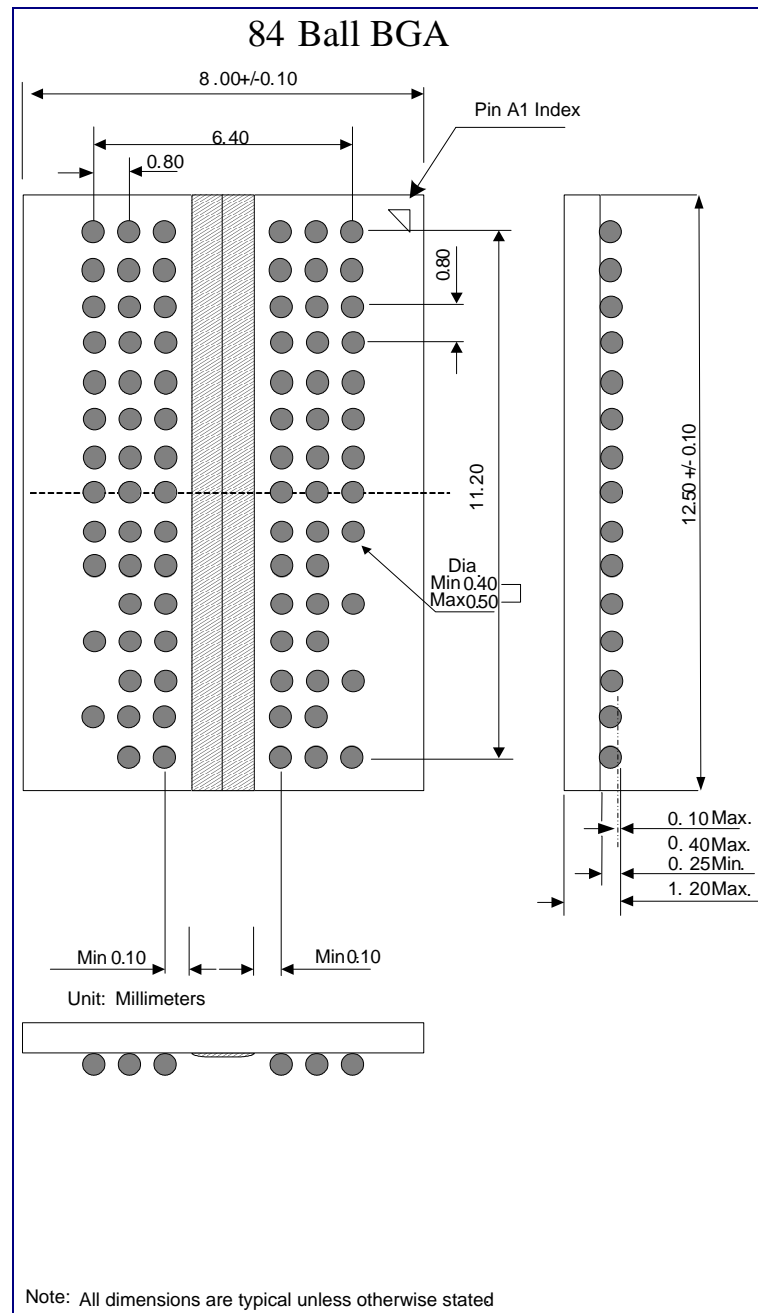 84 Ball BGA
8.00+/-0.10
Pin A1 Index
6.40
0.80
0.80
11.20
12.50 +/- 0.10
Dia.
Min 0.40
Max 0.50
0.10 Max.
0.40 Max.
0.25 Min.
1.20 Max.
Min 0.10
Min 0.10
Unit: Millimeters
Note: All dimensions are typical unless otherwise stated